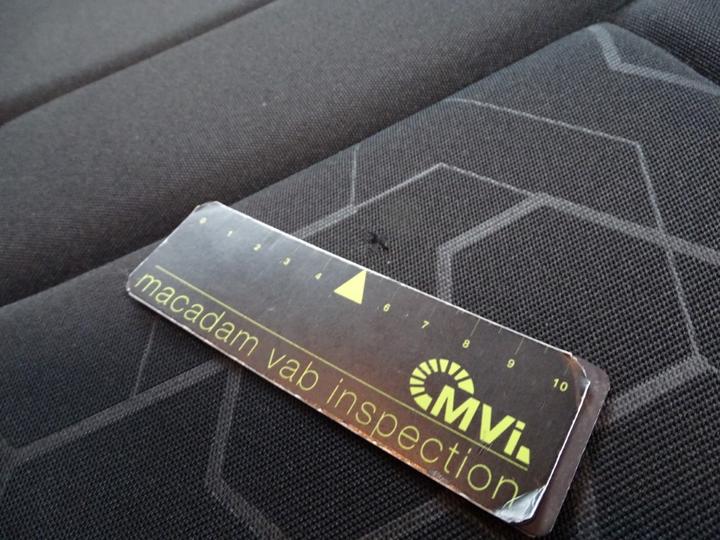 0 1 2 3 4 6 7 8 9 10
MVi
macadam vab inspection